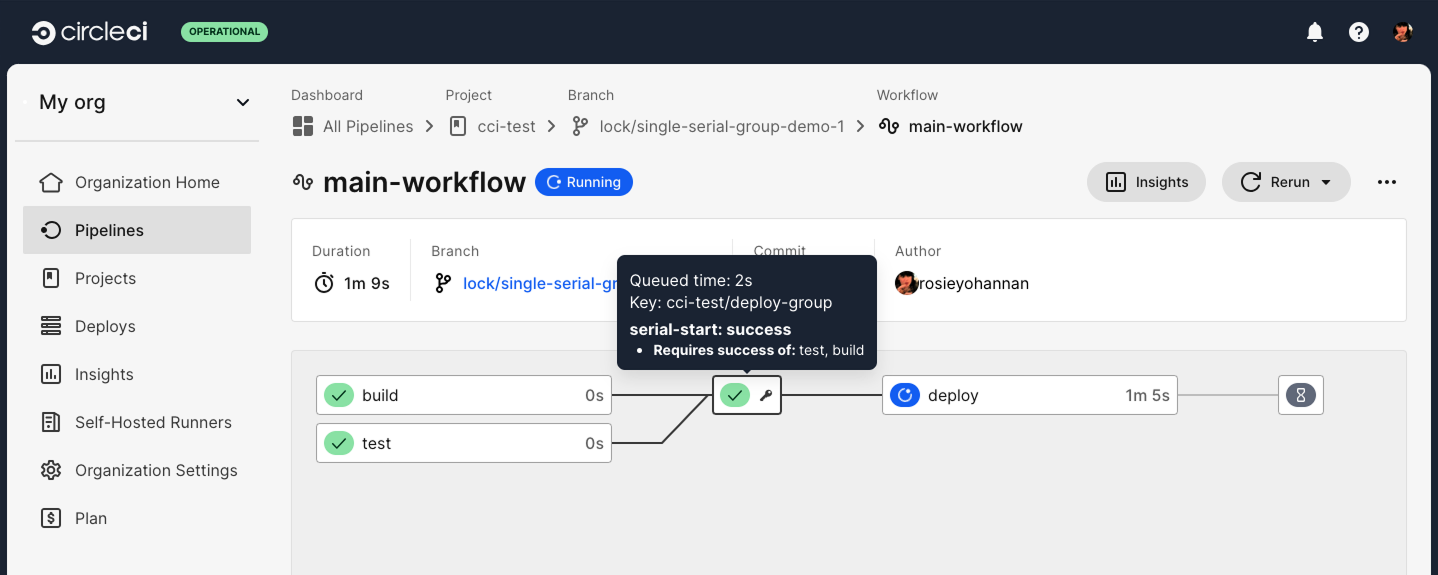 circleci OPERATIONAL
My org
Organization Home
Pipelines
Projects
Deploys
Insights
Self-Hosted Runners
Organization Settings
Plan
Dashboard Project Branch Workflow
All Pipelines cci-test lock/single-serial-group-demo-1 main-workflow
main-workflow Running Insights Rerun
Duration Branch Commit Author
1m 9s lock/single-serial-gr rosieyohannan
Queued time: 2s
Key: cci-test/deploy-group
serial-start: success
• Requires success of: test, build
build 0s deploy 1m 5s
test 0s